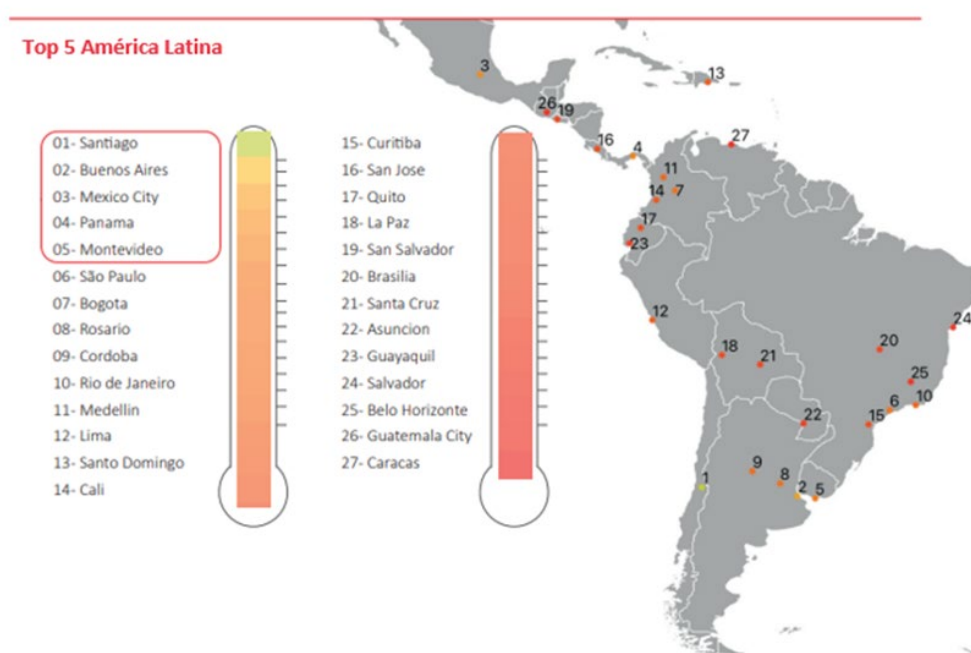 Top 5 América Latina
01- Santiago
02- Buenos Aires
03- Mexico City
04- Panama
05- Montevideo
06- São Paulo
07- Bogota
08- Rosario
09- Cordoba
10- Rio de Janeiro
11- Medellin
12- Lima
13- Santo Domingo
14- Cali
15- Curitiba
16- San Jose
17- Quito
18- La Paz
19- San Salvador
20- Brasilia
21- Santa Cruz
22- Asuncion
23- Guayaquil
24- Salvador
25- Belo Horizonte
26- Guatemala City
27- Caracas
3
13
26
19
16
4
27
11
14
7
17
23
12
24
20
18
21
25
6
10
15
22
9
8
1
2
5